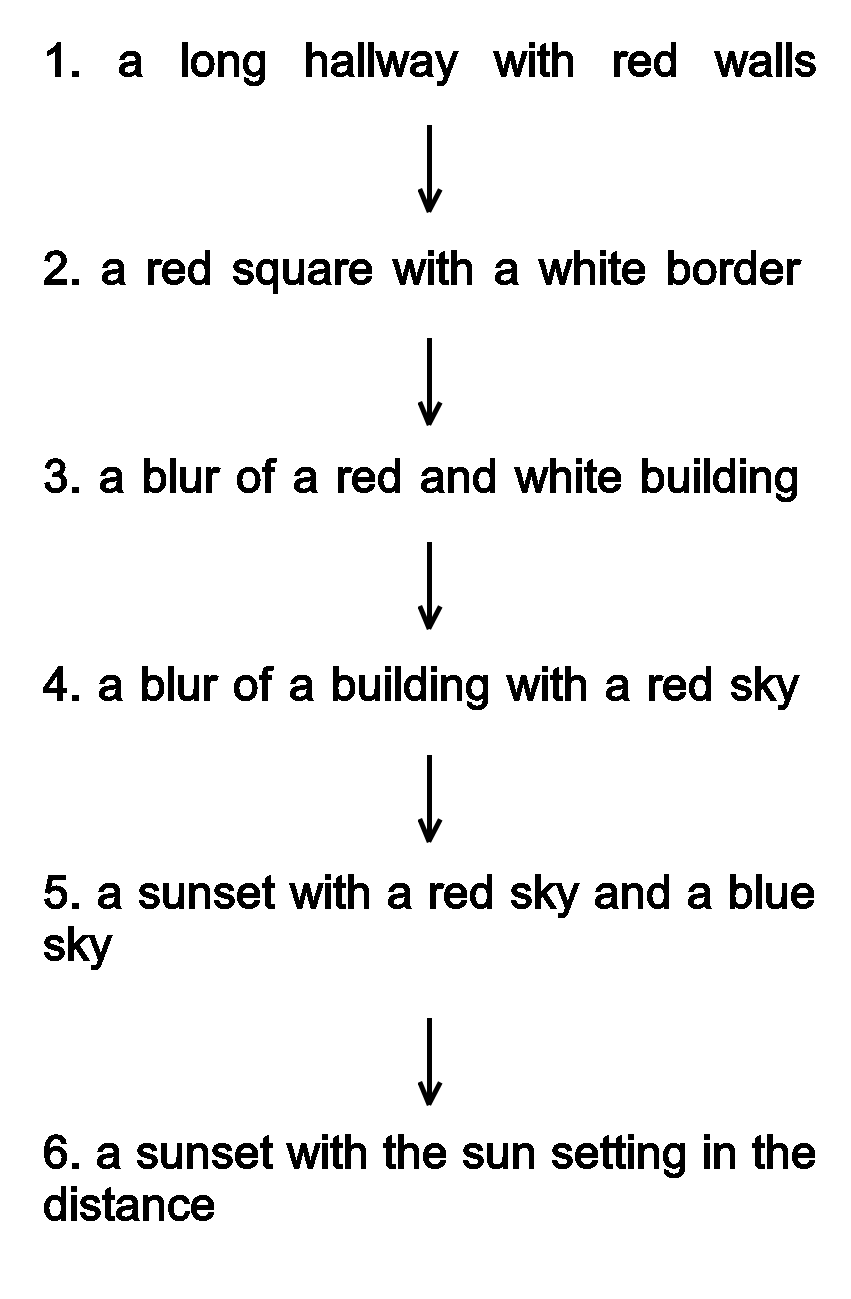 1. a long hallway with red walls
2. a red square with a white border
3. a blur of a red and white building
4. a blur of a building with a red sky
5. a sunset with a red sky and a blue
sky
6. a sunset with the sun setting in the
distance